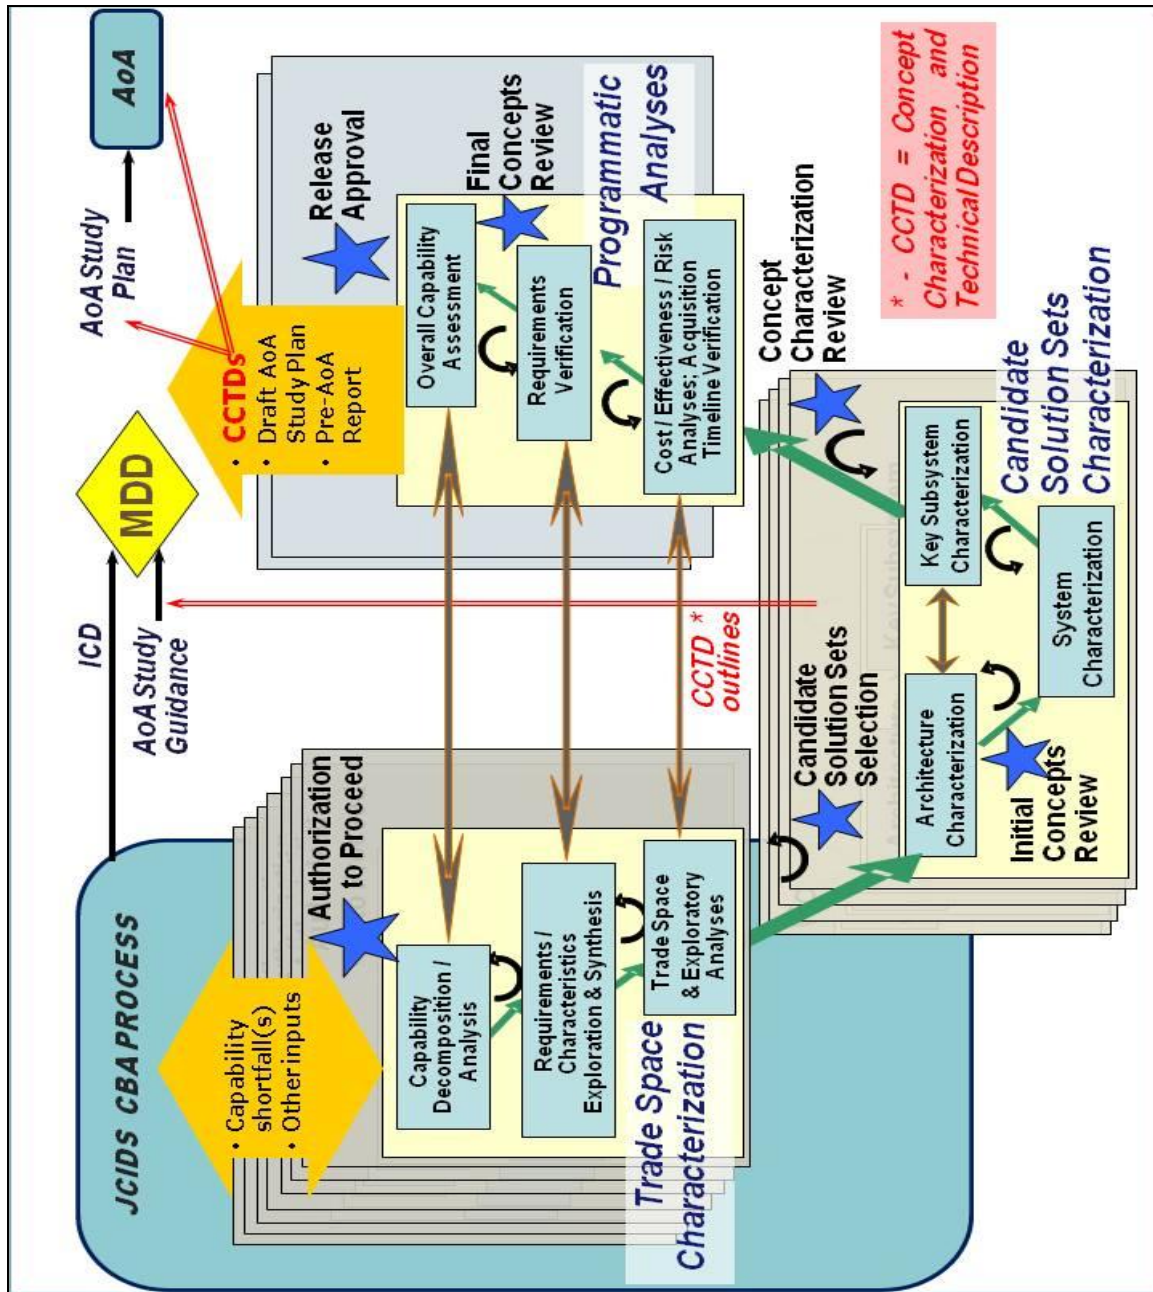 JCIDS CBA PROCESS
• Capability
shortfall(s)
• Other inputs
Authorization
to Proceed
Capability
Decomposition /
Analysis
Requirements /
Characteristics
Exploration & Synthesis
Trade Space
& Exploratory
Analyses
Trade Space
Characterization
ICD
AoA Study
Guidance
MDD
AoA Study
Plan
AoA
• CCTDs
• Draft AoA
Study Plan
• Pre-AoA
Report
Release
Approval
Overall Capability
Assessment
Final
Concepts
Review
Requirements
Verification
Cost / Effectiveness / Risk
Analyses; Acquisition
Timeline Verification
Programmatic
Analyses
CCTD *
outlines
Candidate
Solution Sets
Selection
Architecture
Characterization
Initial
Concepts
Review
System
Characterization
Key Subsystem
Characterization
Concept
Characterization
Review
Candidate
Solution Sets
Characterization
* - CCTD = Concept
Characterization and
Technical Description